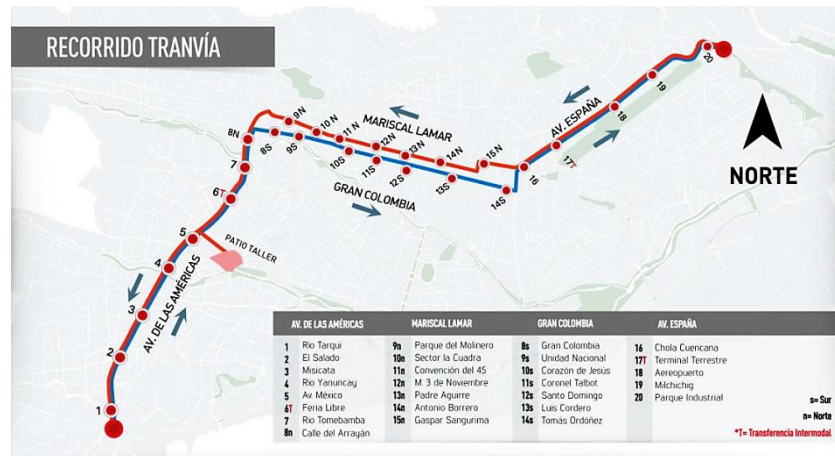 RECORRIDO TRANVÍA
NORTE
MARISCAL LAMAR
GRAN COLOMBIA
AV. ESPAÑA
AV. DE LAS AMÉRICAS
PATIO TALLER
1
2
3
4
5
6T
7
8N
9N
10 N
11 N
12N
13N
14N
15N
8S
9S
10S
11S
12S
13S
14S
16
17T
18
19
20
AV. DE LAS AMÉRICAS
1 Río Tarqui
2 El Salado
3 Misicata
4 Río Yanuncay
5 Av. México
6T Feria Libre
7 Río Tomebamba
8n Calle del Arrayán
MARISCAL LAMAR
9n Parque del Molinero
10n Sector la Cuadra
11n Convención del 45
12n M. 3 de Noviembre
13n Padre Aguirre
14n Antonio Borrero
15n Gaspar Sangurima
GRAN COLOMBIA
8s Gran Colombia
9s Unidad Nacional
10s Corazón de Jesús
11s Coronel Talbot
12s Santo Domingo
13s Luis Cordero
14s Tomás Ordóñez
AV. ESPAÑA
16 Chola Cuencana
17T Terminal Terrestre
18 Aereopuerto
19 Milchichig
20 Parque Industrial
s= Sur
n= Norte
*T= Transferencia Intermodal